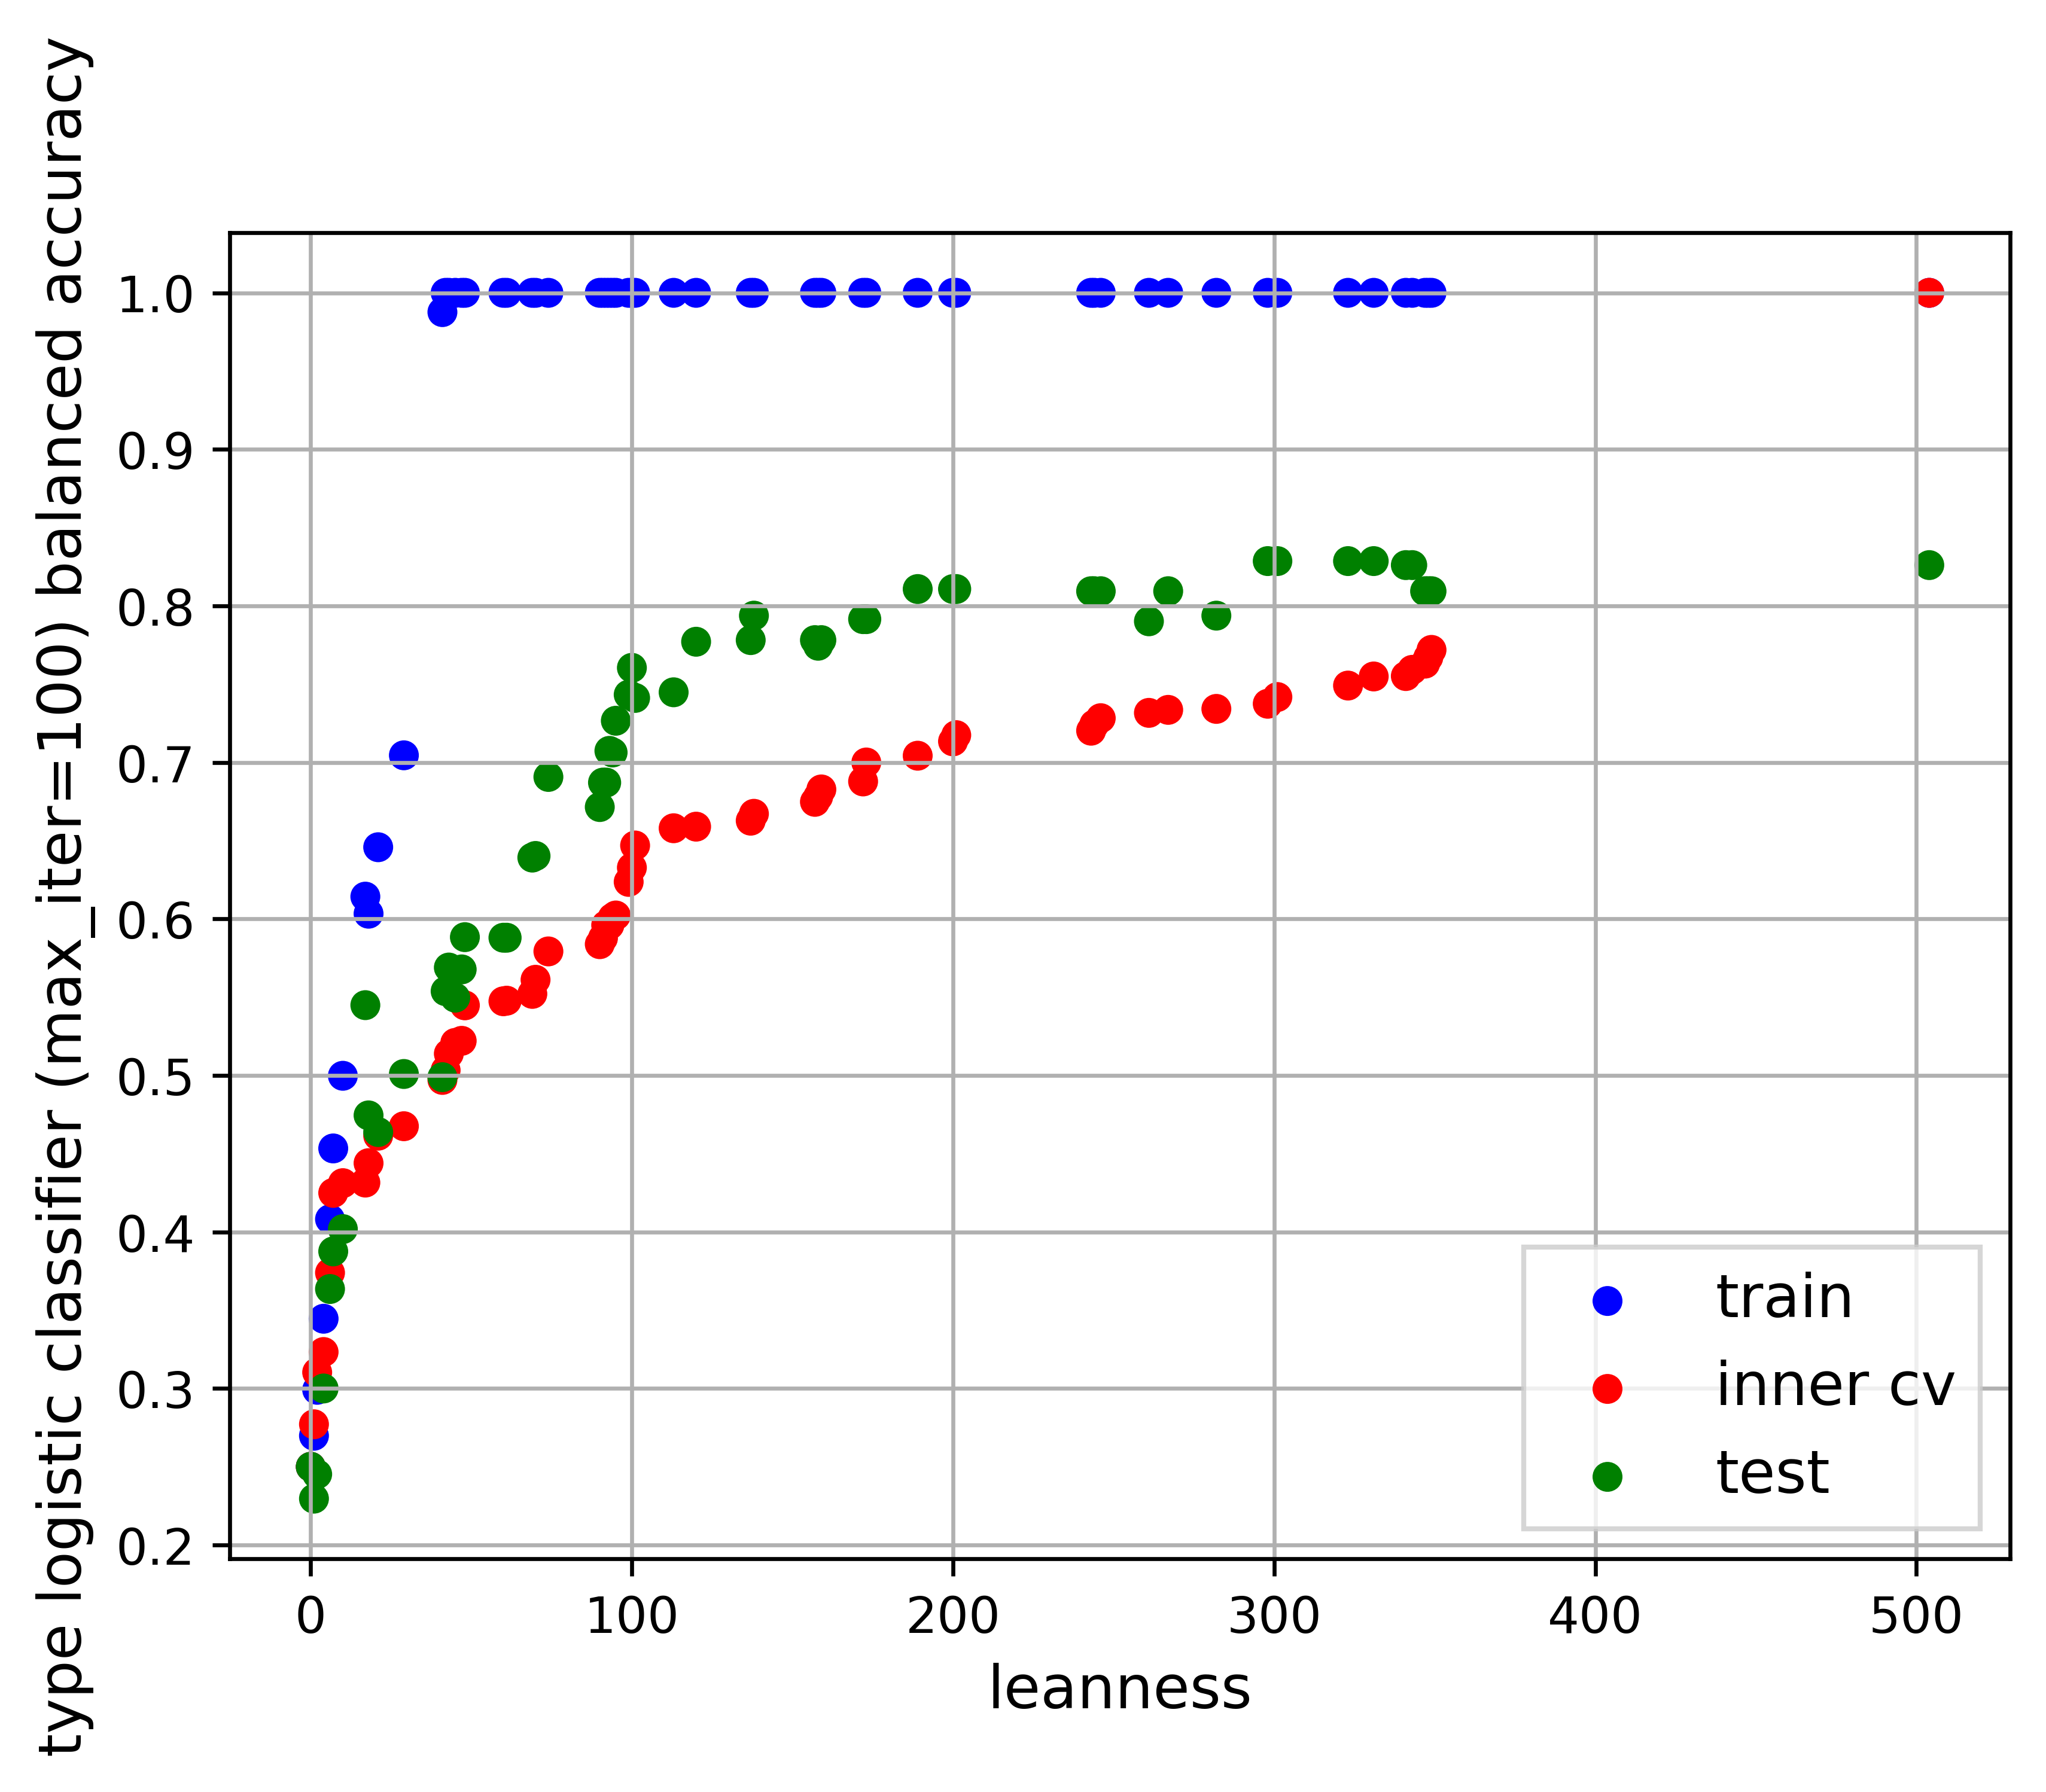 type logistic classifier (max_iter=100) balanced accuracy
1.0
0.9
0.8
0.7
0.6
0.5
0.4
0.3
0.2
train
inner cv
test
0 100 200 300 400 500
leanness